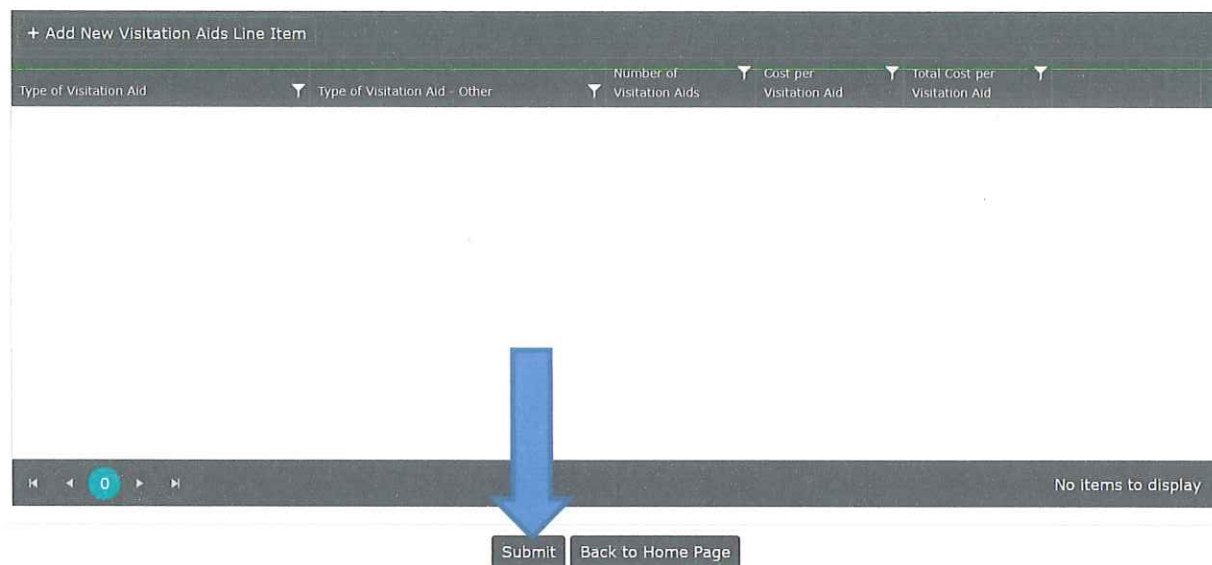 + Add New Visitation Aids Line Item
Type of Visitation Aid
Type of Visitation Aid - Other
Number of
Visitation Aids
Cost per
Visitation Aid
Total Cost per
Visitation Aid
0
No items to display
Submit
Back to Home Page